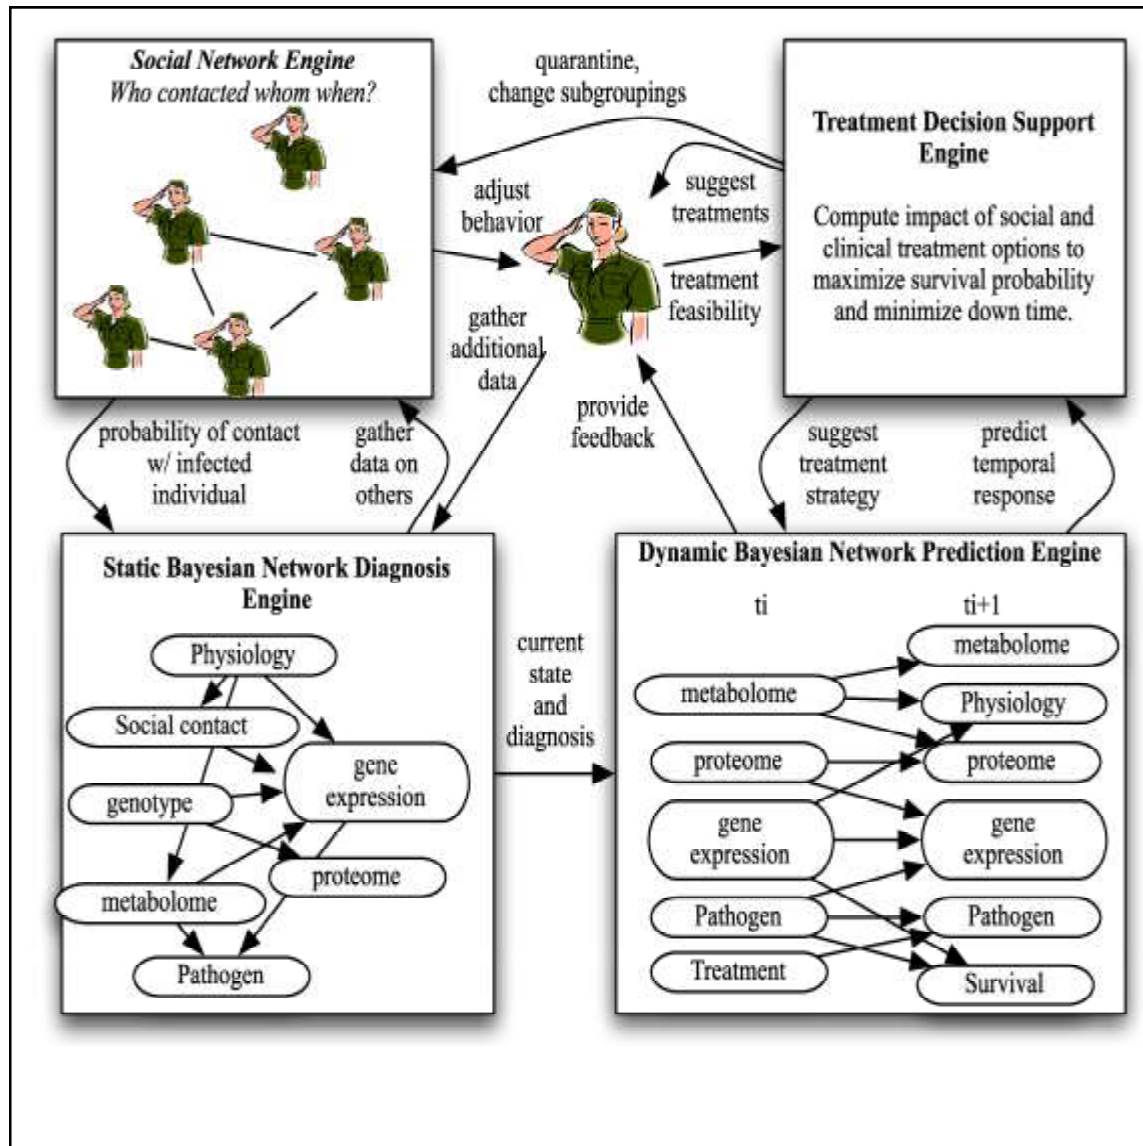 Social Network Engine
Who contacted whom when?
quarantine,
change subgroupings
adjust
behavior
suggest
treatments
treatment
feasibility
gather
additional
data
provide
feedback
Treatment Decision Support
Engine
Compute impact of social and
clinical treatment options to
maximize survival probability
and minimize down time.
probability of contact
w/ infected
individual
gather
data on
others
suggest
treatment
strategy
predict
temporal
response
Static Bayesian Network Diagnosis
Engine
Physiology
Social contact
gene
expression
genotype
proteome
metabolome
Pathogen
current
state
and
diagnosis
Dynamic Bayesian Network Prediction Engine
ti
ti+1
metabolome
metabolome
Physiology
proteome
proteome
gene
expression
gene
expression
Pathogen
Pathogen
Treatment
Survival